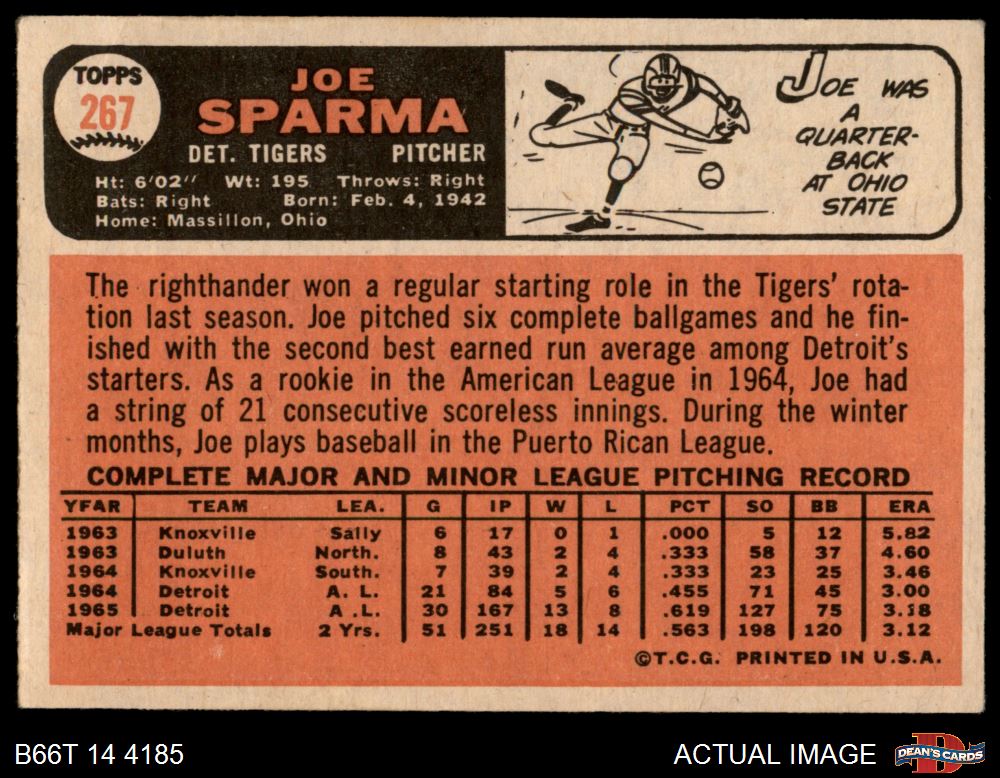 TOPPS
267
JOE
SPARMA
DET. TIGERS PITCHER
Ht: 6'02" Wt: 195 Throws: Right
Bats: Right Born: Feb. 4, 1942
Home: Massillon, Ohio
JOE WAS
A
QUARTER-
BACK
AT OHIO
STATE
The righthander won a regular starting role in the Tigers' rota-
tion last season. Joe pitched six complete ballgames and he fin-
ished with the second best earned run average among Detroit's
starters. As a rookie in the American League in 1964, Joe had
a string of 21 consecutive scoreless innings. During the winter
months, Joe plays baseball in the Puerto Rican League.
COMPLETE MAJOR AND MINOR LEAGUE PITCHING RECORD
YEAR TEAM LEA. G IP W L PCT SO BB ERA
1963 Knoxville Sally 6 17 0 1 .000 5 12 5.82
1963 Duluth North. 8 43 2 4 .333 58 37 4.60
1964 Knoxville South. 7 39 2 4 .333 23 25 3.46
1964 Detroit A. L. 21 84 5 6 .455 71 45 3.00
1965 Detroit A .L. 30 167 13 8 .619 127 75 3.18
Major League Totals 2 Yrs. 51 251 18 14 .563 198 120 3.12
©T.C.G. PRINTED IN U.S.A.
B66T 14 4185
ACTUAL IMAGE
D
DEAN'S CARDS